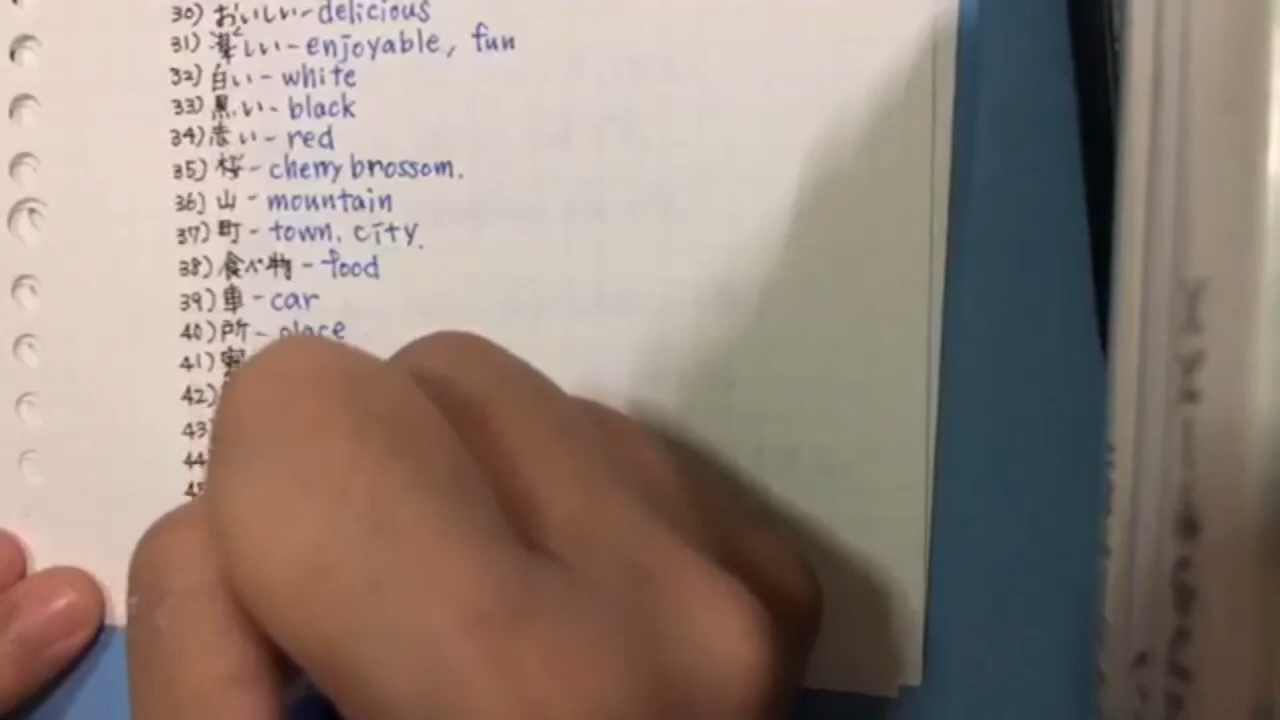 30) おいしい - delicious
31) 楽しい - enjoyable, fun
32) 白い - white
33) 黒い - black
34) 赤い - red
35) 桜 - cherry brossom.
36) 山 - mountain
37) 町 - town, city.
38) 食べ物 - food
39) 車 - car
40) 所 - place
41)
42)
43
44